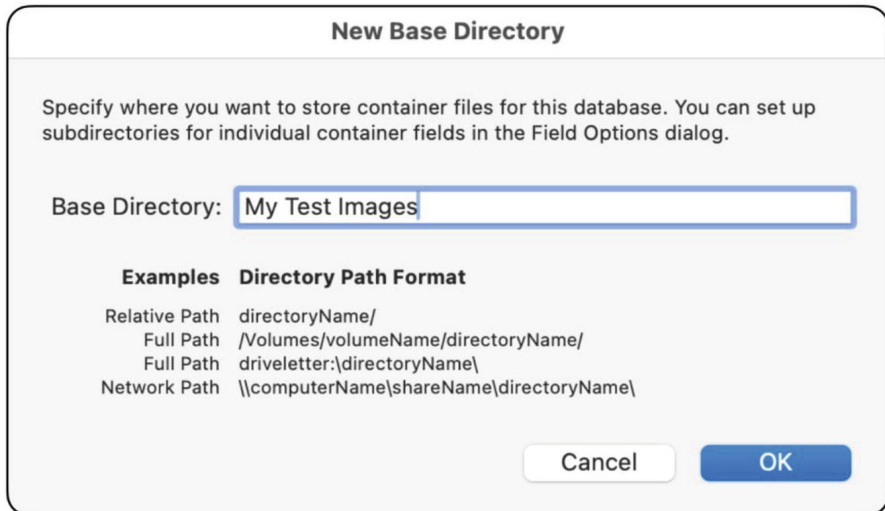 New Base Directory
Specify where you want to store container files for this database. You can set up
subdirectories for individual container fields in the Field Options dialog.
Base Directory: My Test Images
Examples Directory Path Format
Relative Path directoryName/
Full Path /Volumes/volumeName/directoryName/
Full Path driveletter:\directoryName\
Network Path \\computerName\shareName\directoryName\
Cancel OK